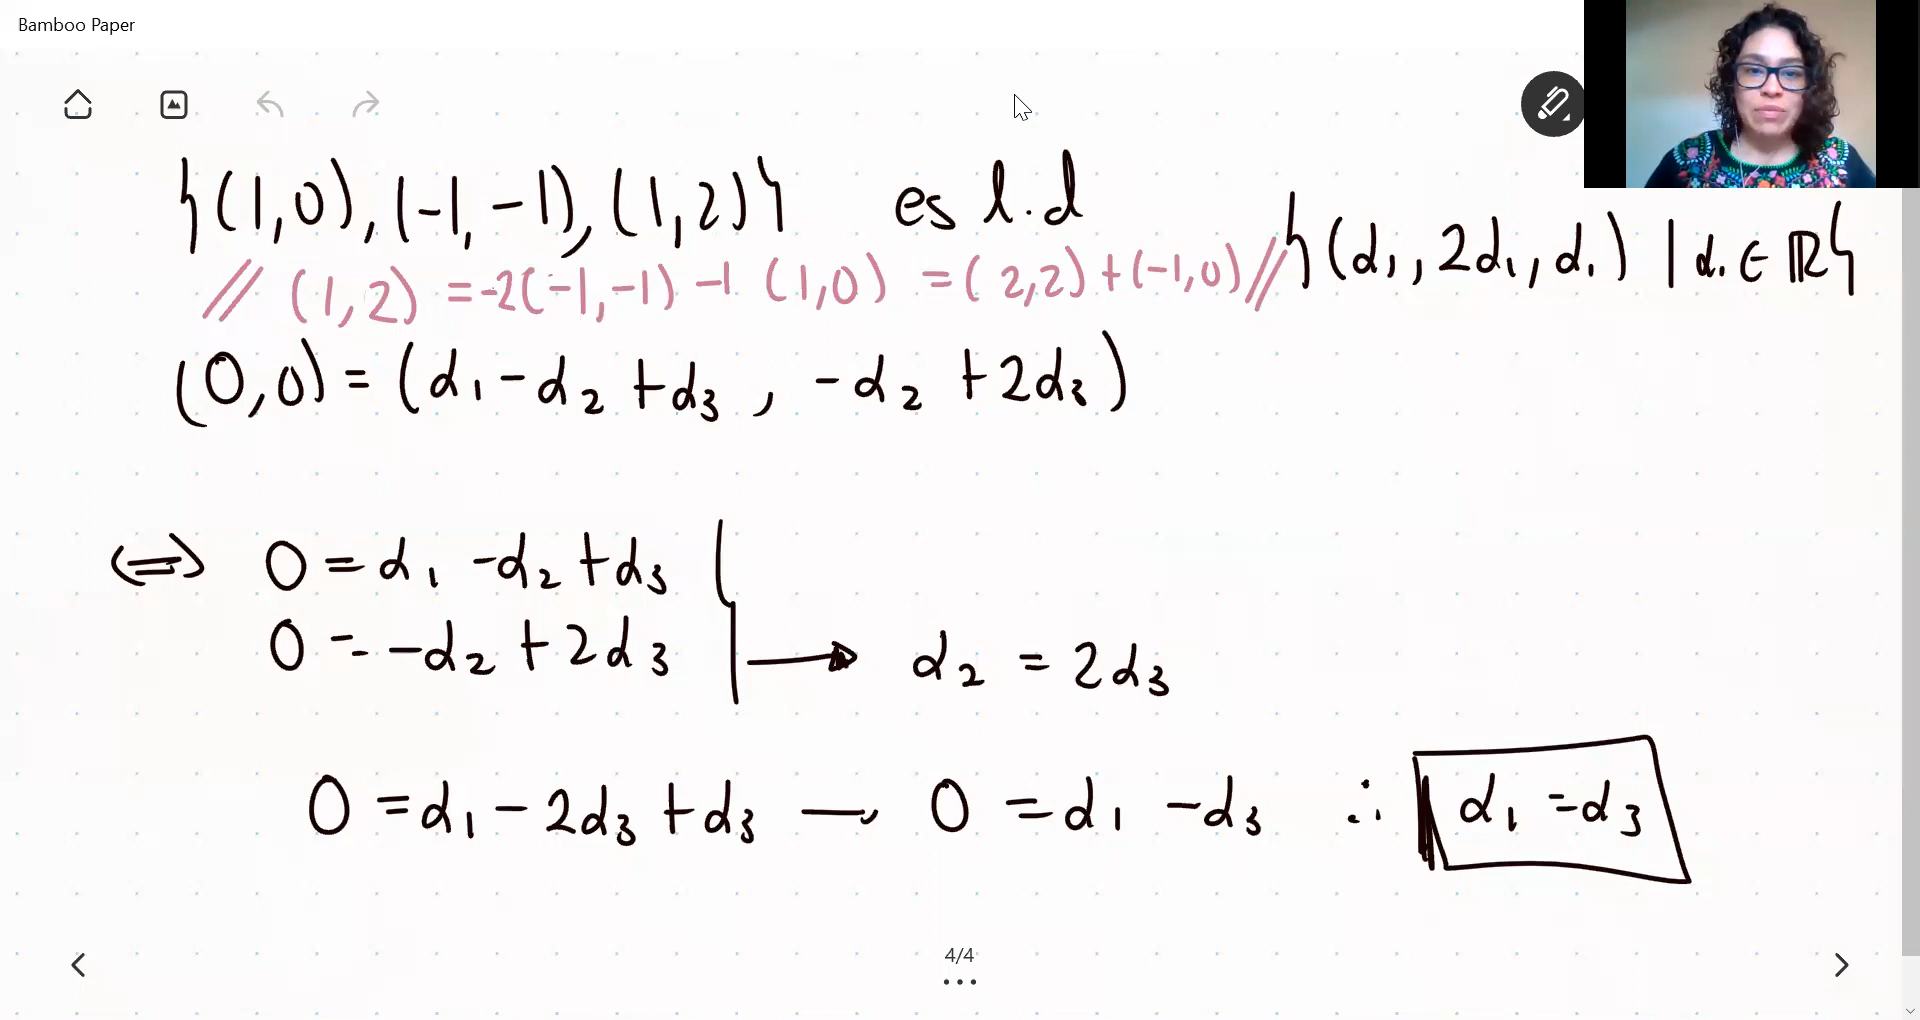 Bamboo Paper
{(1,0), (-1,-1), (1,2)} es l.d
{(α₁, 2α₁, α₁) | α₁ ∈ ℝ}
// (1,2) = -2(-1,-1) -1 (1,0) = (2,2) + (-1,0) //
(0,0) = (α₁ - α₂ + α₃ , - α₂ + 2α₃)
⟺ 0 = α₁ - α₂ + α₃
0 = -α₂ + 2α₃ → α₂ = 2α₃
0 = α₁ - 2α₃ + α₃ → 0 = α₁ - α₃ ∴ α₁ = α₃
4/4